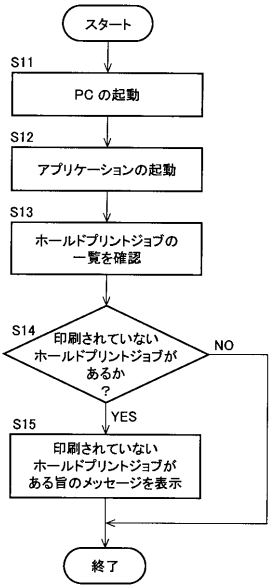 スタート
S11
PCの起動
S12
アプリケーションの起動
S13
ホールドプリントジョブの
一覧を確認
S14
印刷されていない
ホールドプリントジョブが
あるか
?
NO
YES
S15
印刷されていない
ホールドプリントジョブが
ある旨のメッセージを表示
終了